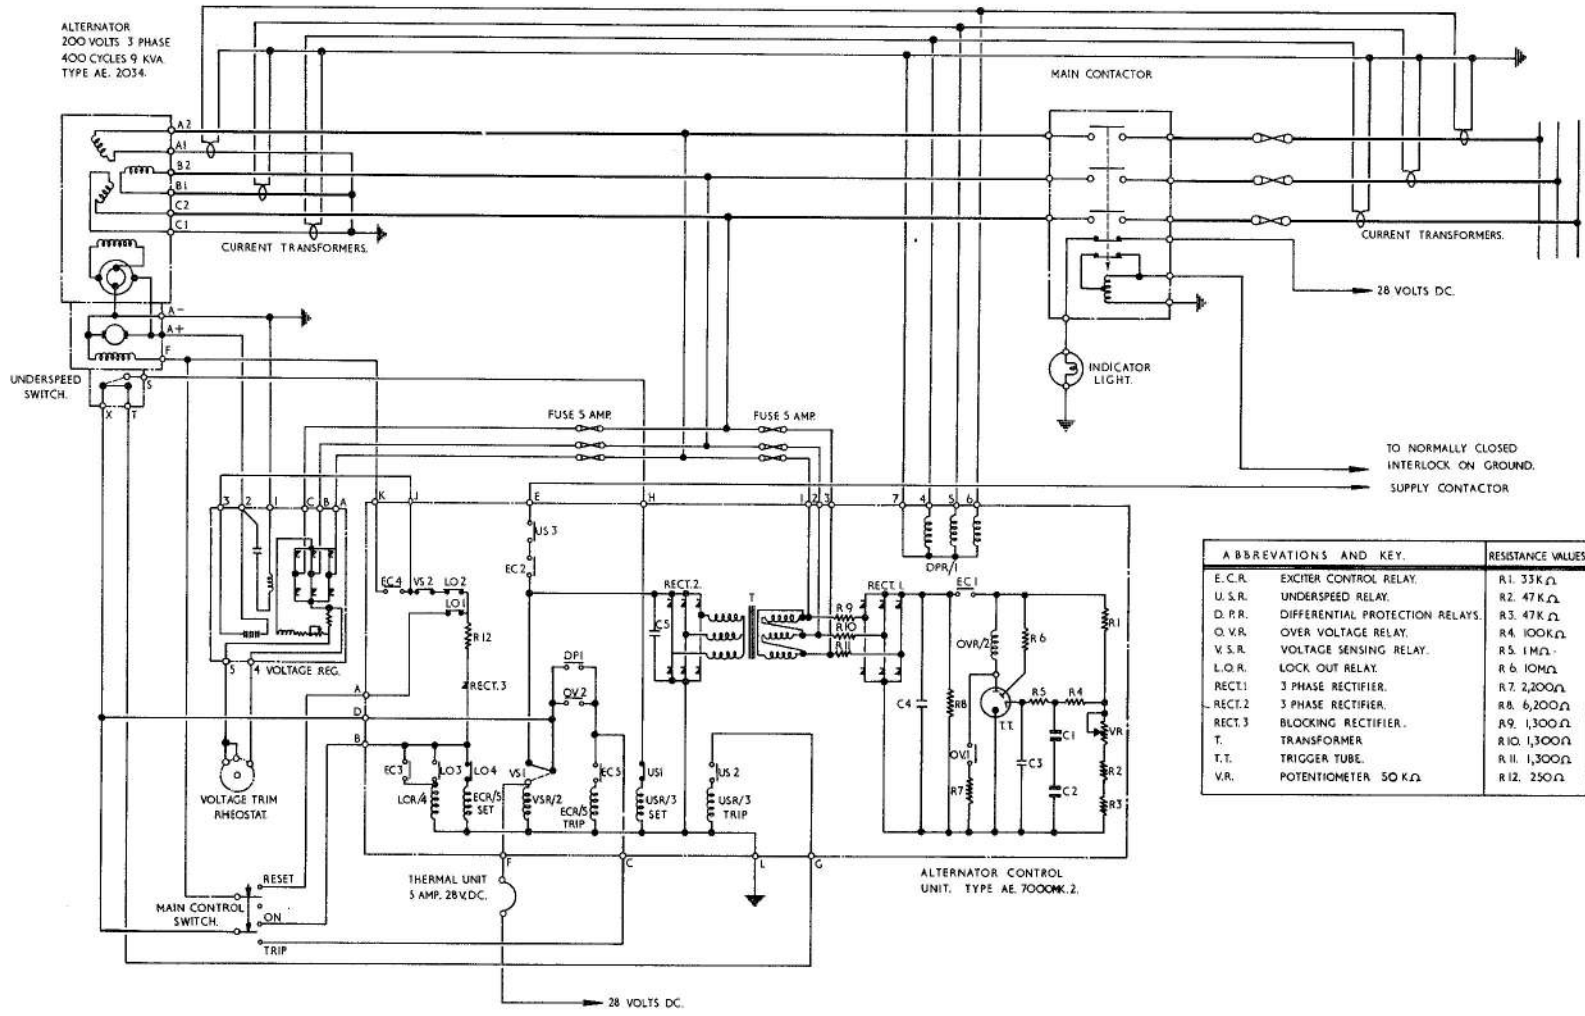 ALTERNATOR
200 VOLTS 3 PHASE
400 CYCLES 9 KVA
TYPE AE. 2034.
MAIN CONTACTOR
A2
A1
B2
B1
C2
C1
CURRENT TRANSFORMERS.
CURRENT TRANSFORMERS.
28 VOLTS DC.
A-
A+
F
UNDERSPEED
SWITCH.
S
X T
INDICATOR
LIGHT.
FUSE 5 AMP. FUSE 5 AMP.
TO NORMALLY CLOSED
INTERLOCK ON GROUND.
SUPPLY CONTACTOR
3 2 1 C B A K J E H 1 2 3 7 4 5 6
US 3
EC 2
DPR/1
EC4 VS 2 LO 2
LO1
RECT. 2. T RECT. 1. EC 1
C5
R 9
R10
R11
R12
OVR/2
R 6
R1
RECT.3
DP1
OV 2
C4
R8
T.T.
R5 R4
VR
5 4 VOLTAGE REG.
A
D
B
OV1
C3
C1
R2
EC3 LO3 LO4
VS1
EC5
US1 US 2
R7
C2
R3
LCR/4
ECR/5
SET
VSR/2
ECR/5
TRIP
USR/3
SET
USR/3
TRIP
VOLTAGE TRIM
RHEOSTAT.
F C L G
THERMAL UNIT
5 AMP. 28V, DC.
ALTERNATOR CONTROL
UNIT. TYPE AE. 7000MK.2.
RESET
MAIN CONTROL
SWITCH.
ON
TRIP
28 VOLTS DC.
ABBREVATIONS AND KEY. RESISTANCE VALUES
E.C.R. EXCITER CONTROL RELAY. R1. 33KΩ
U.S.R. UNDERSPEED RELAY. R2. 47KΩ
D.P.R. DIFFERENTIAL PROTECTION RELAYS. R3. 47KΩ
O.V.R. OVER VOLTAGE RELAY. R4. 100KΩ
V.S.R. VOLTAGE SENSING RELAY. R5. 1MΩ.
L.O.R. LOCK OUT RELAY. R6. 10MΩ
RECT.1 3 PHASE RECTIFIER. R7. 2,200Ω
RECT.2 3 PHASE RECTIFIER. R8. 6,200Ω
RECT.3 BLOCKING RECTIFIER. R9. 1,300Ω
T. TRANSFORMER R10. 1,300Ω
T.T. TRIGGER TUBE. R11. 1,300Ω
V.R. POTENTIOMETER 50 KΩ R12. 250Ω